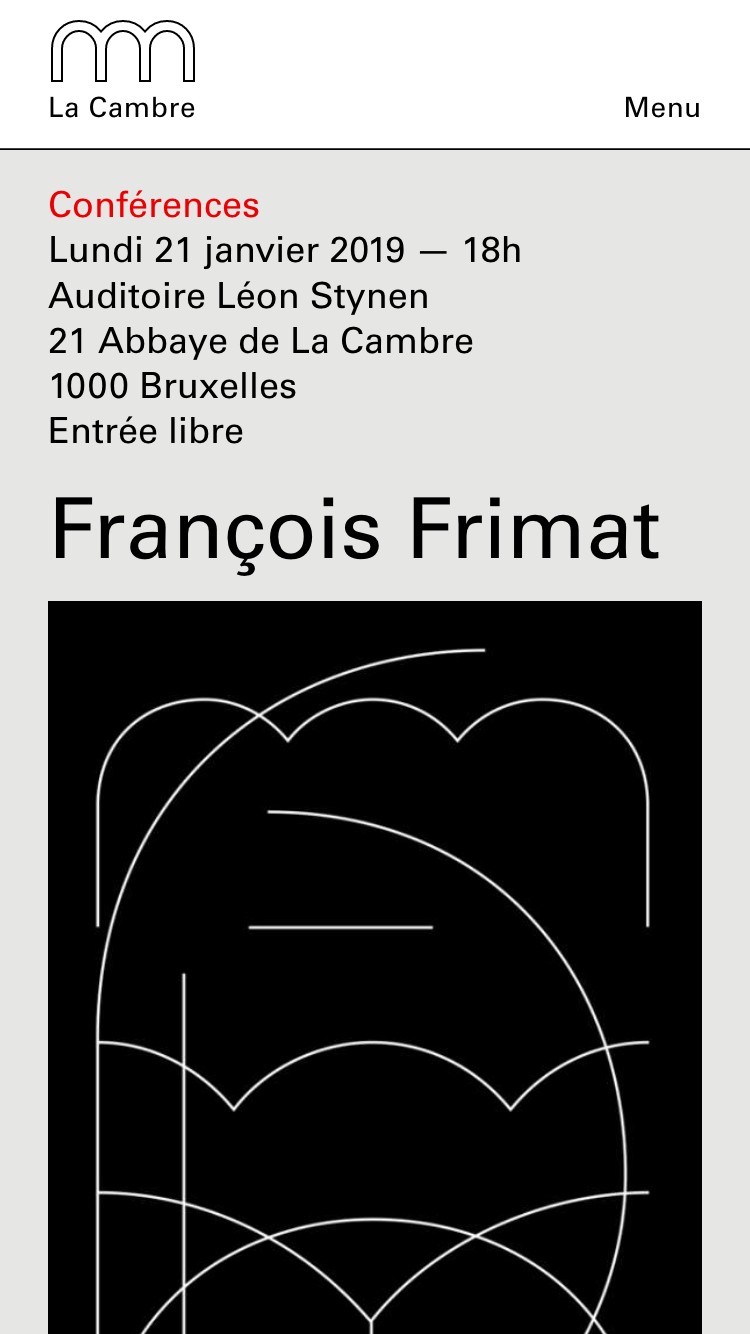 La Cambre
Menu
Conférences
Lundi 21 janvier 2019 — 18h
Auditoire Léon Stynen
21 Abbaye de La Cambre
1000 Bruxelles
Entrée libre
François Frimat